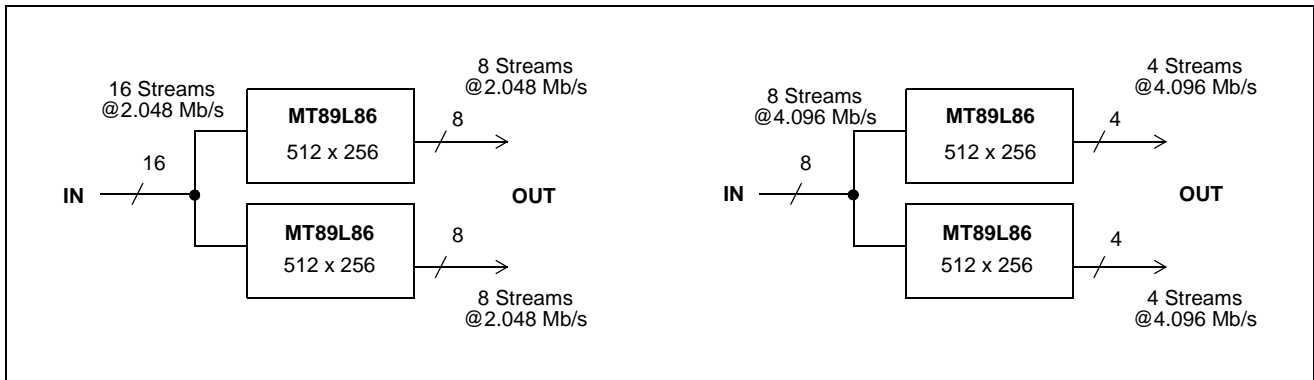 16 Streams
@2.048 Mb/s
8 Streams
@2.048 Mb/s
MT89L86
512 x 256
8
16
IN
OUT
MT89L86
512 x 256
8
8 Streams
@2.048 Mb/s
8 Streams
@4.096 Mb/s
4 Streams
@4.096 Mb/s
MT89L86
512 x 256
4
8
IN
OUT
MT89L86
512 x 256
4
4 Streams
@4.096 Mb/s